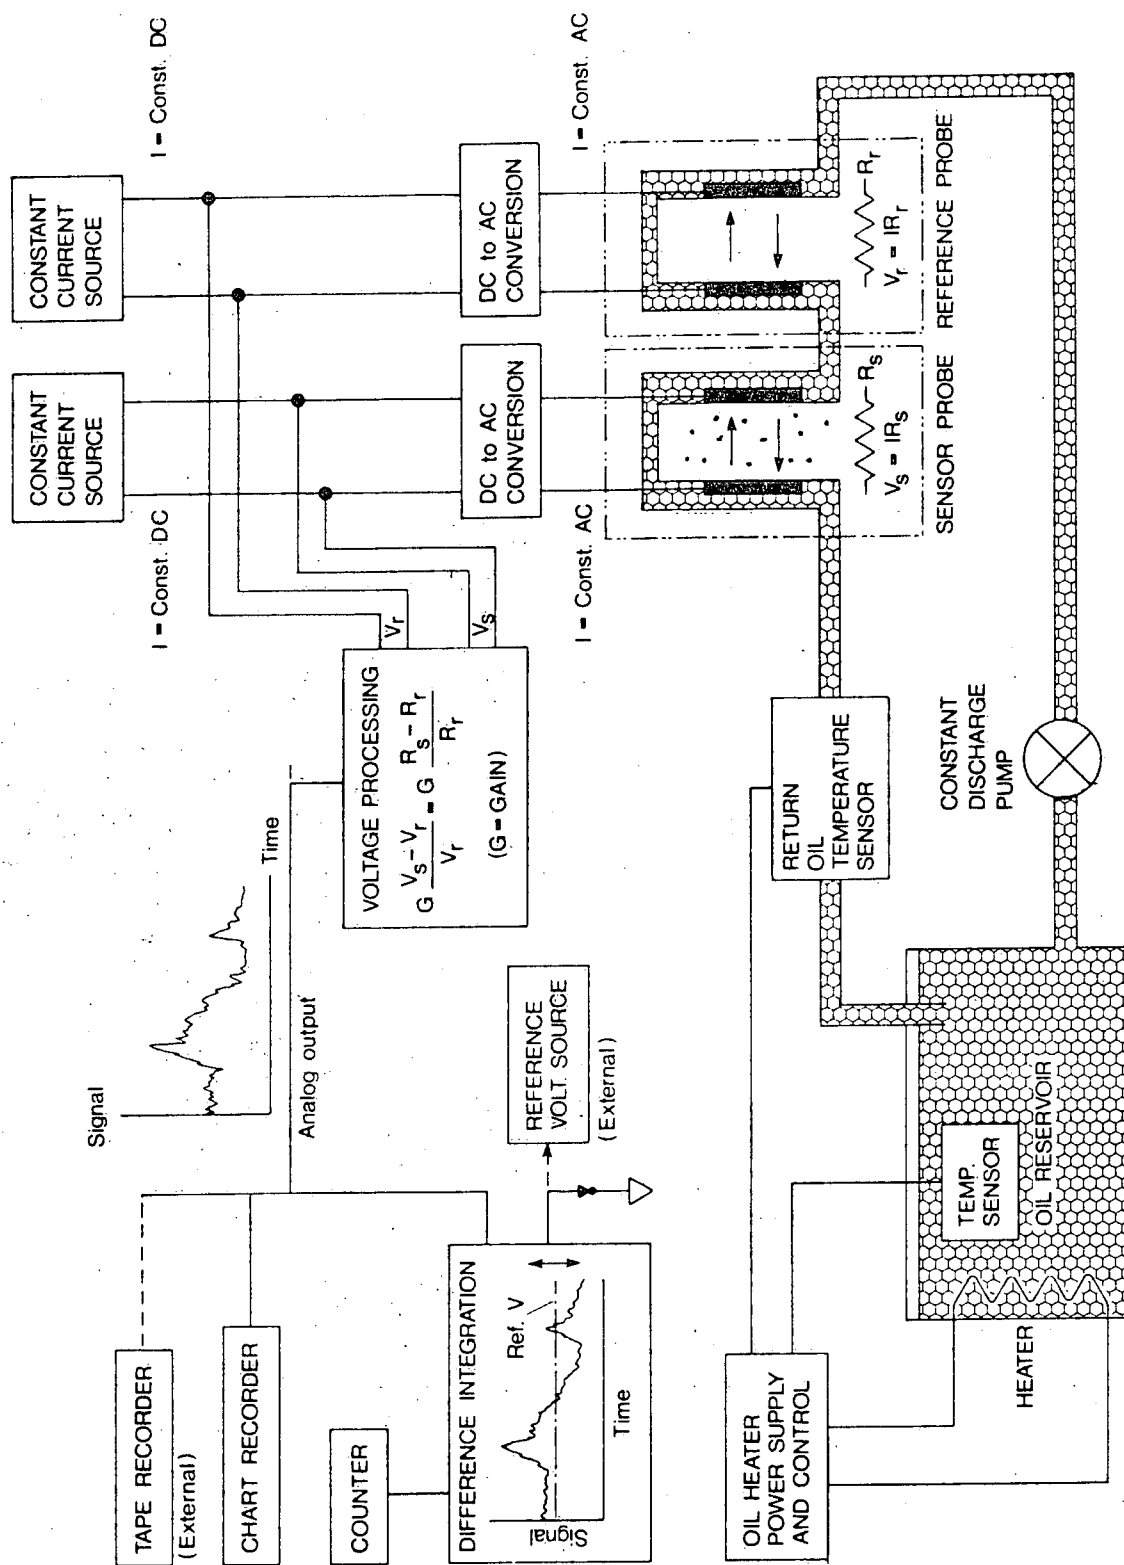 TAPE RECORDER
(External)
CHART RECORDER
COUNTER
DIFFERENCE INTEGRATION
Signal
Ref. V
Time
Signal
Time
Analog output
REFERENCE
VOLT. SOURCE
(External)
VOLTAGE PROCESSING
G (Vs − Vr)/Vr = G (Rs − Rr)/Rr
(G = GAIN)
Vr
Vs
I = Const. DC
I = Const. DC
CONSTANT
CURRENT
SOURCE
CONSTANT
CURRENT
SOURCE
DC to AC
CONVERSION
DC to AC
CONVERSION
I = Const. AC
I = Const. AC
Vs = IRs
Rs
SENSOR PROBE
Vr = IRr
Rr
REFERENCE PROBE
OIL HEATER
POWER SUPPLY
AND CONTROL
HEATER
TEMP.
SENSOR
OIL RESERVOIR
RETURN
OIL
TEMPERATURE
SENSOR
CONSTANT
DISCHARGE
PUMP